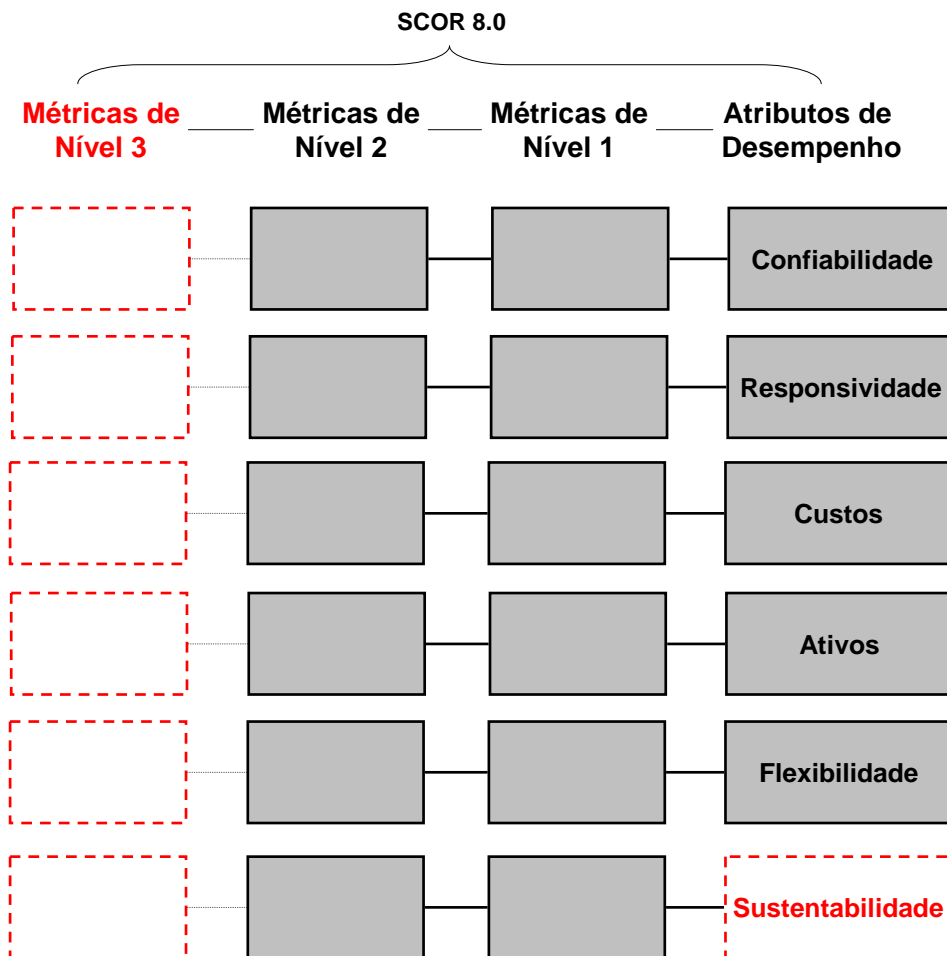 SCOR 8.0
Métricas de
Nível 3
Métricas de
Nível 2
Métricas de
Nível 1
Atributos de
Desempenho
Confiabilidade
Responsividade
Custos
Ativos
Flexibilidade
Sustentabilidade